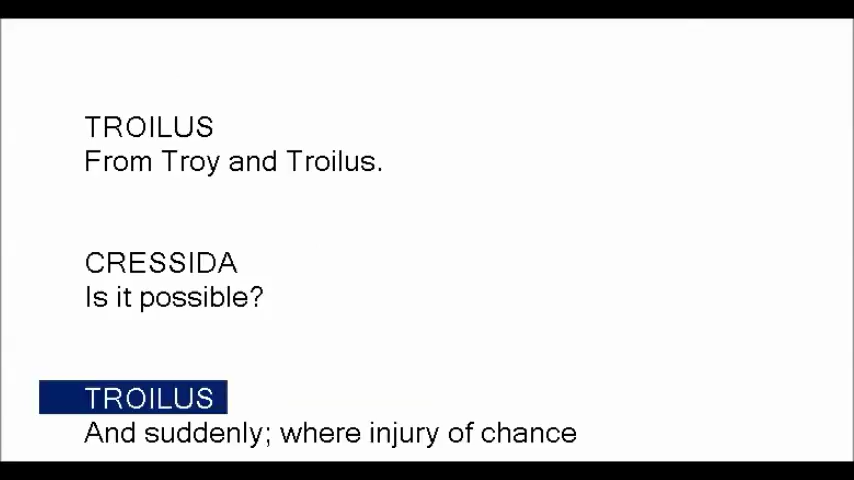 TROILUS
From Troy and Troilus.
CRESSIDA
Is it possible?
TROILUS
And suddenly; where injury of chance